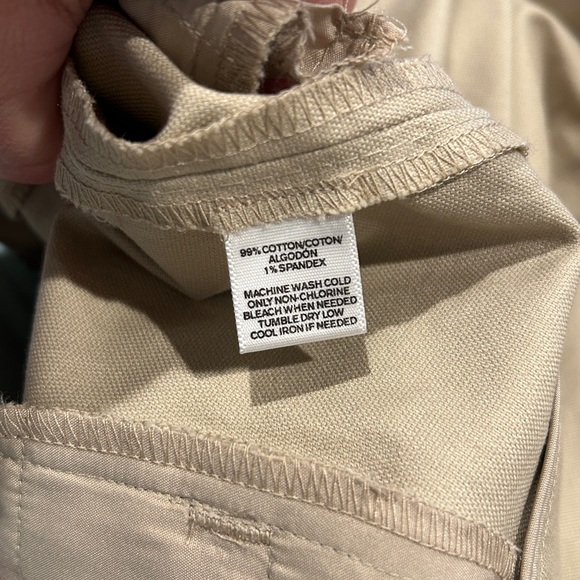 99% COTTON/COTON/
ALGODÓN
1% SPANDEX
MACHINE WASH COLD
ONLY NON-CHLORINE
BLEACH WHEN NEEDED
TUMBLE DRY LOW
COOL IRON IF NEEDED